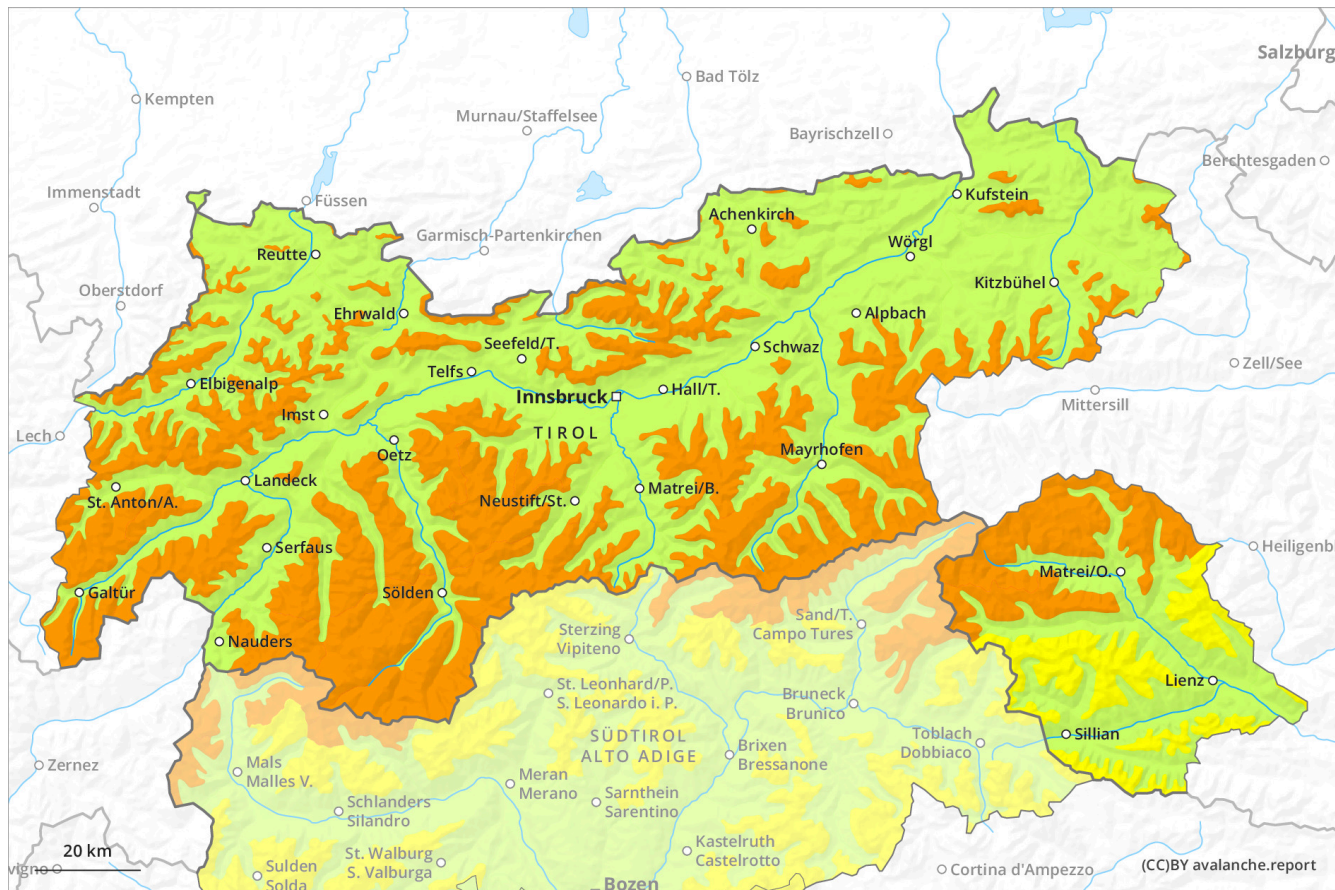 Salzburg
Bad Tölz
Kempten
Murnau/Staffelsee
Bayrischzell
Berchtesgaden
Immenstadt
Füssen
Kufstein
Achenkirch
Garmisch-Partenkirchen
Wörgl
Reutte
Oberstdorf
Kitzbühel
Ehrwald
Alpbach
Seefeld/T.
Schwaz
Zell/See
Telfs
Elbigenalp
Hall/T.
Innsbruck
Mittersill
Imst
TIROL
Lech
Mayrhofen
Oetz
Landeck
Matrei/B.
St. Anton/A.
Neustift/St.
Serfaus
Heiligenb
Matrei/O.
Galtür
Sölden
Sand/T.
Campo Tures
Sterzing
Vipiteno
Nauders
Lienz
St. Leonhard/P.
S. Leonardo i. P.
Bruneck
Brunico
SÜDTIROL
ALTO ADIGE
Toblach
Dobbiaco
Sillian
Brixen
Bressanone
Zernez
Mals
Malles V.
Meran
Merano
Schlanders
Silandro
Sarnthein
Sarentino
Kastelruth
Castelrotto
20 km
St. Walburg
S. Valburga
vigno
Sulden
Solda
Cortina d'Ampezzo
(CC)BY avalanche.report
Bozen